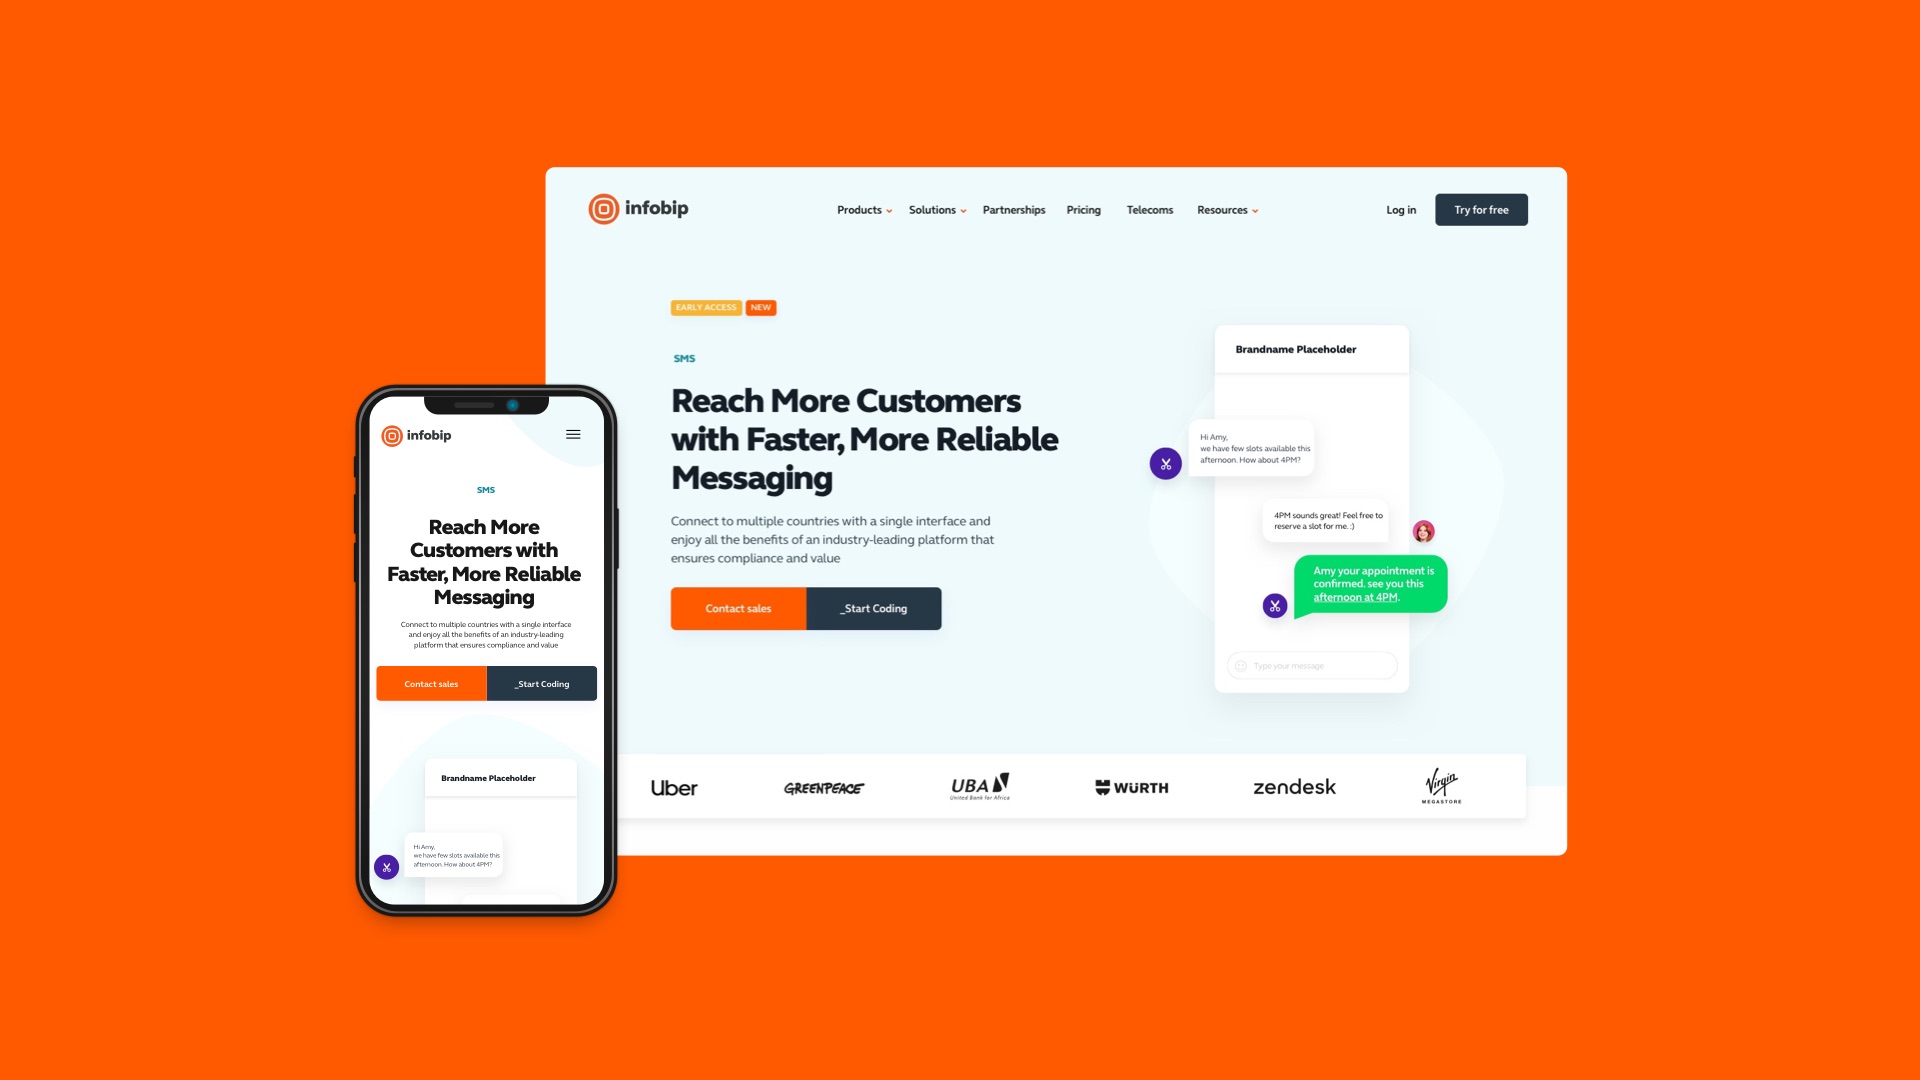 infobip
Products
Solutions
Partnerships
Pricing
Telecoms
Resources
Log in
Try for free
EARLY ACCESS
NEW
SMS
Reach More Customers
with Faster, More Reliable
Messaging
Connect to multiple countries with a single interface and
enjoy all the benefits of an industry-leading platform that
ensures compliance and value
Contact sales
_Start Coding
Brandname Placeholder
Hi Amy,
we have few slots available this
afternoon. How about 4PM?
4PM sounds great! Feel free to
reserve a slot for me. :)
Amy your appointment is
confirmed. see you this
afternoon at 4PM.
Type your message
Uber
GREENPEACE
UBA
United Bank for Africa
WÜRTH
zendesk
Virgin
MEGASTORE
infobip
SMS
Reach More
Customers with
Faster, More Reliable
Messaging
Connect to multiple countries with a single interface
and enjoy all the benefits of an industry-leading
platform that ensures compliance and value
Contact sales
_Start Coding
Brandname Placeholder
Hi Amy,
we have few slots available this
afternoon. How about 4PM?